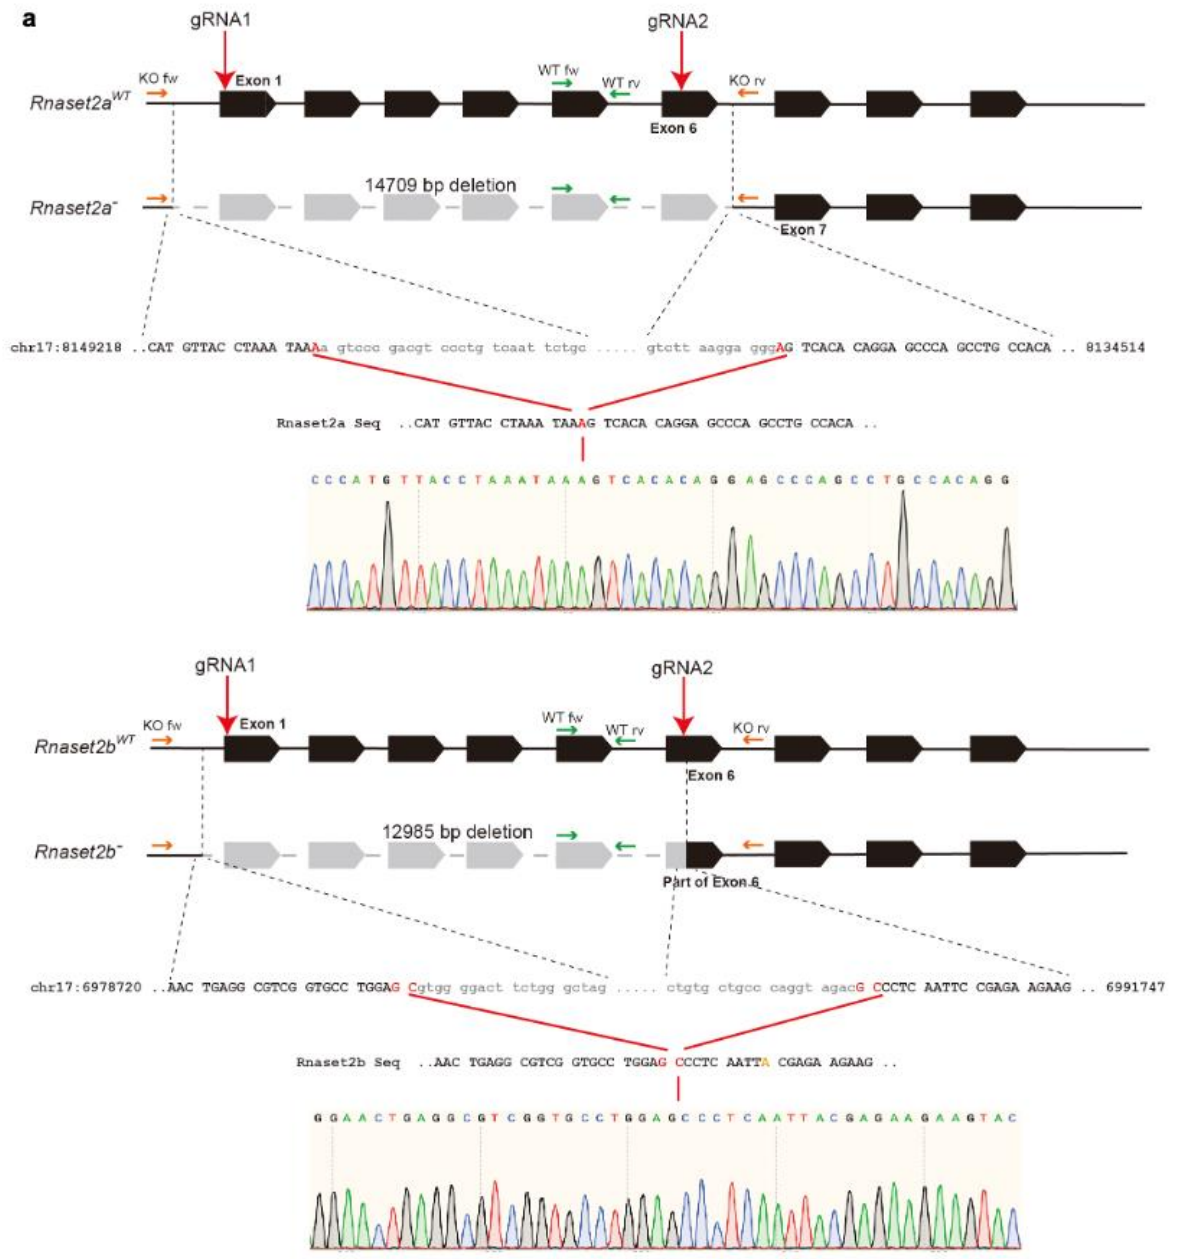 a
gRNA1 gRNA2
KO fw Exon 1 WT fw WT rv KO rv
Rnaset2aWT
Exon 6
14709 bp deletion
Rnaset2a-
Exon 7
chr17:8149218 ..CAT GTTAC CTAAA TAAAa gtccc gacgt ccctg tcaat tctgc ..... gtctt aagga gggAG TCACA CAGGA GCCCA GCCTG CCACA .. 8134514
Rnaset2a Seq ..CAT GTTAC CTAAA TAAAG TCACA CAGGA GCCCA GCCTG CCACA ..
CCCATGTTACCTAAATAAAGTCACACAGGAGCCCAGCCTGCCACAGG
gRNA1 gRNA2
KO fw Exon 1 WT fw WT rv KO rv
Rnaset2bWT
Exon 6
12985 bp deletion
Rnaset2b-
Part of Exon 6
chr17:6978720 ..AAC TGAGG CGTCG GTGCC TGGAG Cgtgg ggact tctgg gctag ..... ctgtg ctgcc caggt agacG CCCTC AATTC CGAGA AGAAG .. 6991747
Rnaset2b Seq ..AAC TGAGG CGTCG GTGCC TGGAG CCCTC AATTA CGAGA AGAAG ..
GGAACTGAGGCGTCGGTGCCTGGAGCCCTCAATTACGAGAAGAAGTAC